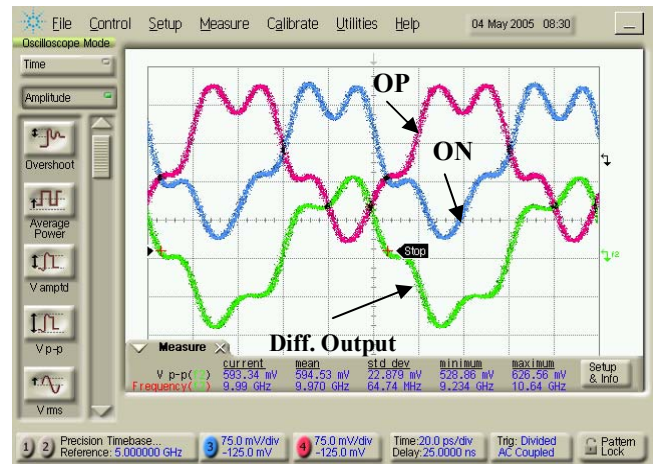 File Control Setup Measure Calibrate Utilities Help 04 May 2005 08:30
Oscilloscope Mode
Time
Amplitude
Overshoot
Average
Power
V amptd
V p-p
V rms
OP
ON
Stop
Diff. Output
Measure
current mean std dev minimum maximum
V p-p( 593.34 mV 594.53 mV 22.879 mV 528.86 mV 626.56 mV
Frequency( 9.99 GHz 9.970 GHz 64.74 MHz 9.234 GHz 10.64 GHz
Setup
& Info
1 2 Precision Timebase...
Reference: 5.000000 GHz
3 75.0 mV/div
-125.0 mV
4 75.0 mV/div
-125.0 mV
Time:20.0 ps/div
Delay:25.0000 ns
Trig: Divided
AC Coupled
Pattern
Lock